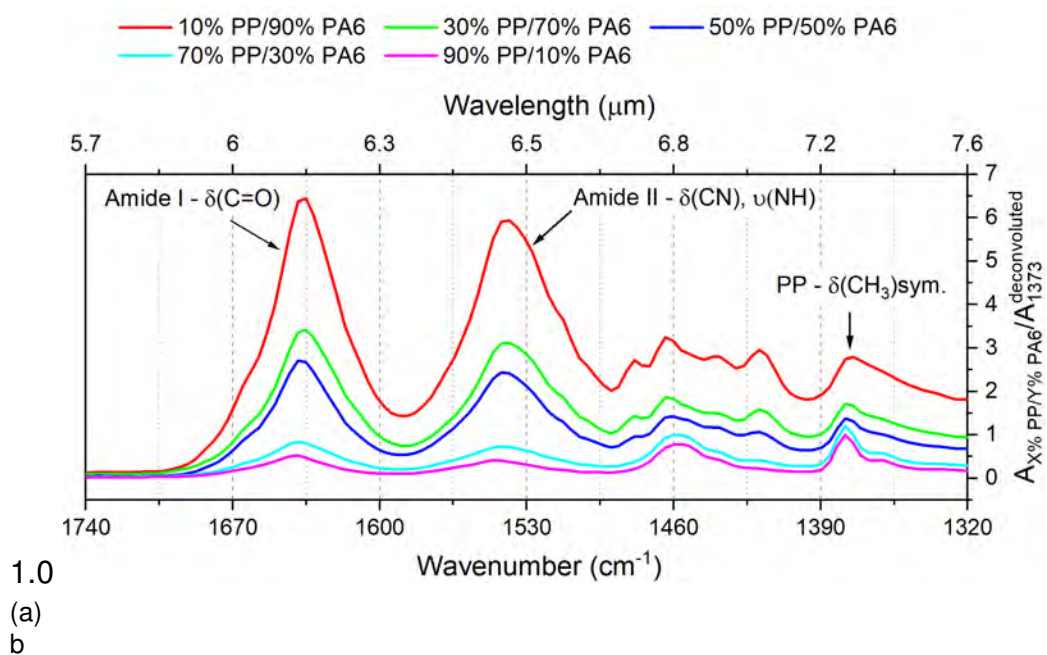 10% PP/90% PA6 30% PP/70% PA6 50% PP/50% PA6
70% PP/30% PA6 90% PP/10% PA6
Wavelength (μm)
5.7 6 6.3 6.5 6.8 7.2 7.6
Amide I - δ(C=O)
Amide II - δ(CN), υ(NH)
PP - δ(CH₃)sym.
7
6
5
4
3
2
1
0
A_X% PP/Y% PA6/A_1373^deconvoluted
1740 1670 1600 1530 1460 1390 1320
Wavenumber (cm⁻¹)
1.0
(a)
b